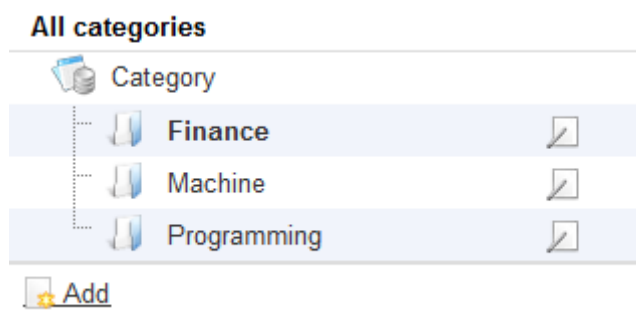 All categories
Category
Finance
Machine
Programming
Add